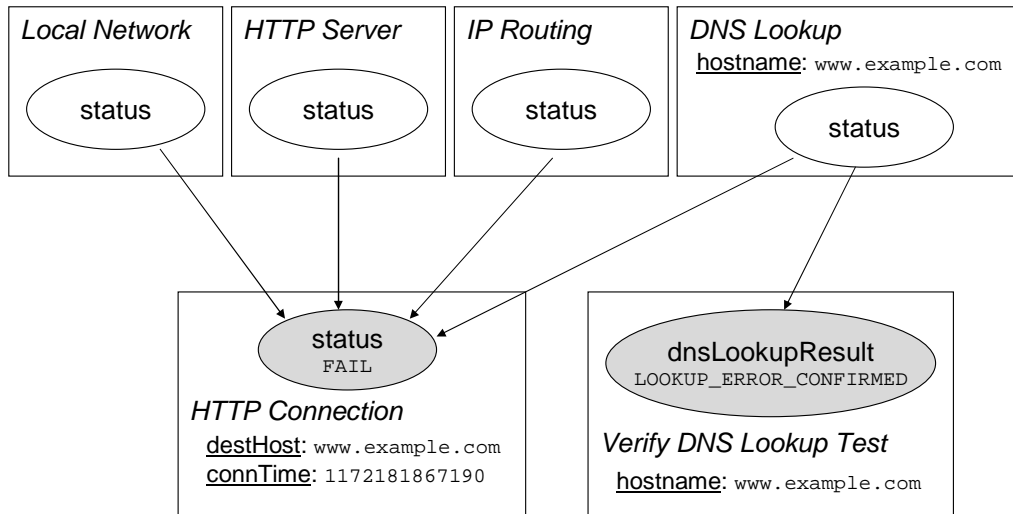 Local Network
status
HTTP Server
status
IP Routing
status
DNS Lookup
hostname: www.example.com
status
status
FAIL
HTTP Connection
destHost: www.example.com
connTime: 1172181867190
dnsLookupResult
LOOKUP_ERROR_CONFIRMED
Verify DNS Lookup Test
hostname: www.example.com